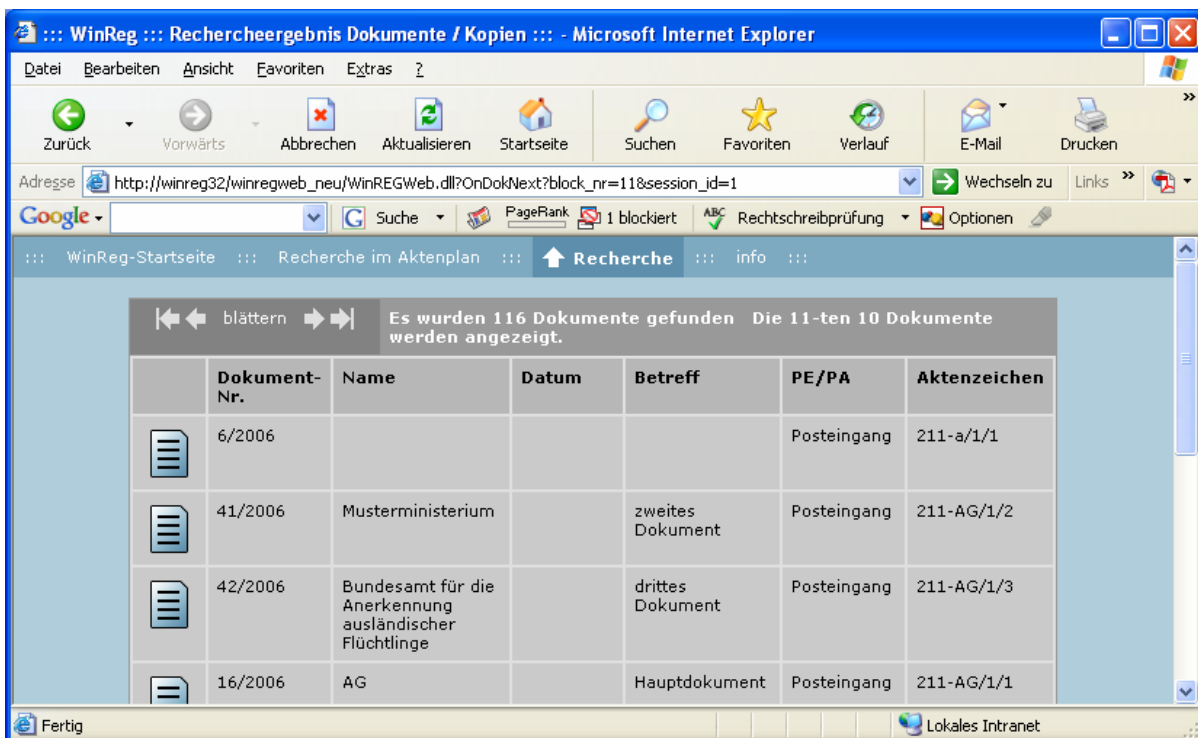 ::: WinReg ::: Rechercheergebnis Dokumente / Kopien ::: - Microsoft Internet Explorer
Datei Bearbeiten Ansicht Favoriten Extras ?
Zurück Vorwärts Abbrechen Aktualisieren Startseite Suchen Favoriten Verlauf E-Mail Drucken »
Adresse http://winreg32/winregweb_neu/WinREGWeb.dll?OnDokNext?block_nr=11&session_id=1 Wechseln zu Links »
Google G Suche PageRank 1 blockiert ABC Rechtschreibprüfung Optionen
::: WinReg-Startseite ::: Recherche im Aktenplan ::: Recherche ::: info :::
blättern Es wurden 116 Dokumente gefunden Die 11-ten 10 Dokumente
werden angezeigt.
Dokument- Name Datum Betreff PE/PA Aktenzeichen
Nr.
6/2006 Posteingang 211-a/1/1
41/2006 Musterministerium zweites Posteingang 211-AG/1/2
Dokument
42/2006 Bundesamt für die drittes Posteingang 211-AG/1/3
Anerkennung Dokument
ausländischer
Flüchtlinge
16/2006 AG Hauptdokument Posteingang 211-AG/1/1
Fertig Lokales Intranet